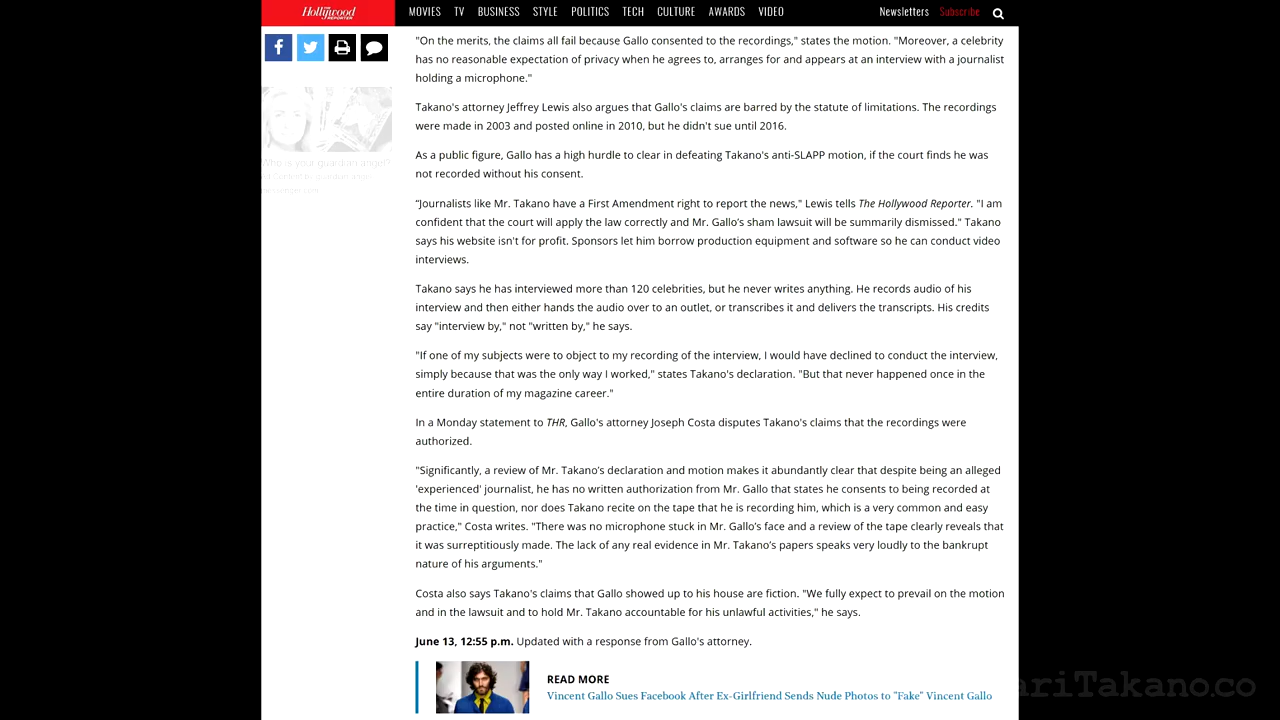 Hollywood
REPORTER
MOVIES TV BUSINESS STYLE POLITICS TECH CULTURE AWARDS VIDEO
Newsletters Subscribe
"On the merits, the claims all fail because Gallo consented to the recordings," states the motion. "Moreover, a celebrity
has no reasonable expectation of privacy when he agrees to, arranges for and appears at an interview with a journalist
holding a microphone."
Takano's attorney Jeffrey Lewis also argues that Gallo's claims are barred by the statute of limitations. The recordings
were made in 2003 and posted online in 2010, but he didn't sue until 2016.
As a public figure, Gallo has a high hurdle to clear in defeating Takano's anti-SLAPP motion, if the court finds he was
not recorded without his consent.
“Journalists like Mr. Takano have a First Amendment right to report the news," Lewis tells The Hollywood Reporter. "I am
confident that the court will apply the law correctly and Mr. Gallo’s sham lawsuit will be summarily dismissed." Takano
says his website isn't for profit. Sponsors let him borrow production equipment and software so he can conduct video
interviews.
Takano says he has interviewed more than 120 celebrities, but he never writes anything. He records audio of his
interview and then either hands the audio over to an outlet, or transcribes it and delivers the transcripts. His credits
say "interview by," not "written by," he says.
"If one of my subjects were to object to my recording of the interview, I would have declined to conduct the interview,
simply because that was the only way I worked," states Takano's declaration. "But that never happened once in the
entire duration of my magazine career."
In a Monday statement to THR, Gallo's attorney Joseph Costa disputes Takano's claims that the recordings were
authorized.
"Significantly, a review of Mr. Takano’s declaration and motion makes it abundantly clear that despite being an alleged
'experienced' journalist, he has no written authorization from Mr. Gallo that states he consents to being recorded at
the time in question, nor does Takano recite on the tape that he is recording him, which is a very common and easy
practice," Costa writes. "There was no microphone stuck in Mr. Gallo’s face and a review of the tape clearly reveals that
it was surreptitiously made. The lack of any real evidence in Mr. Takano’s papers speaks very loudly to the bankrupt
nature of his arguments."
Costa also says Takano's claims that Gallo showed up to his house are fiction. "We fully expect to prevail on the motion
and in the lawsuit and to hold Mr. Takano accountable for his unlawful activities," he says.
June 13, 12:55 p.m. Updated with a response from Gallo's attorney.
READ MORE
Vincent Gallo Sues Facebook After Ex-Girlfriend Sends Nude Photos to "Fake" Vincent Gallo
Who is your guardian angel?
ariTakano.co